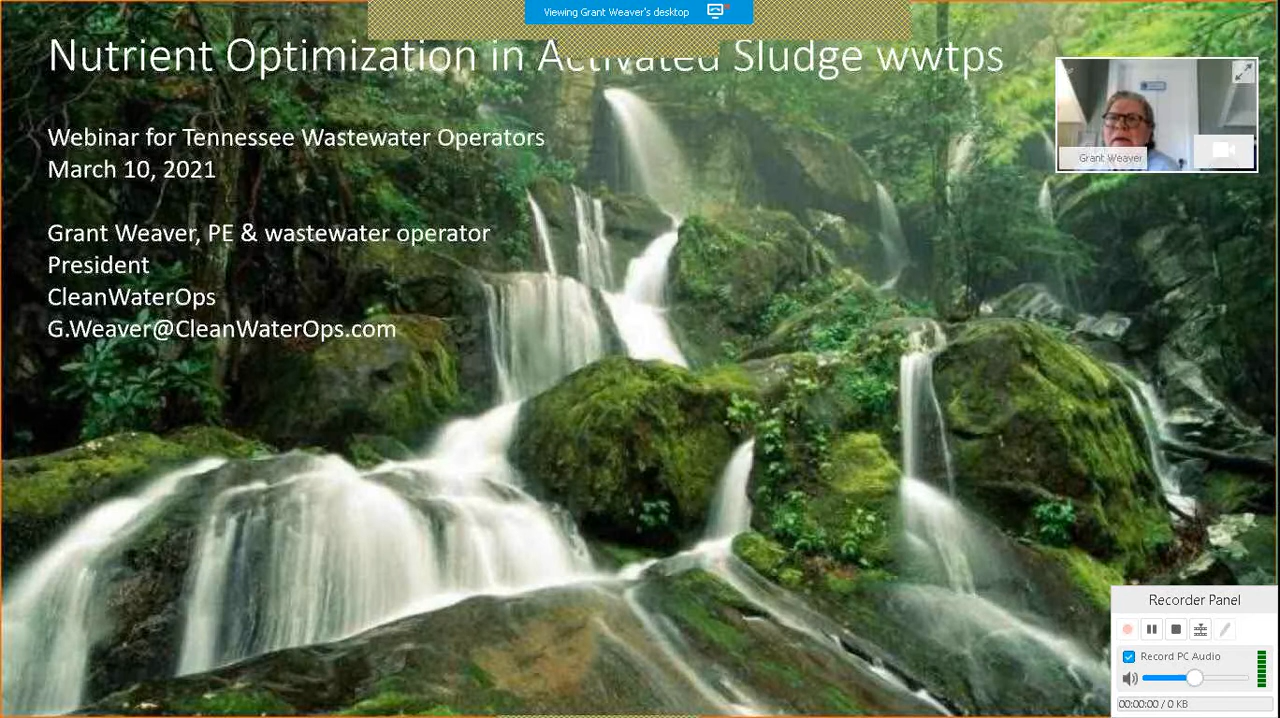 Viewing Grant Weaver's desktop
Nutrient Optimization in Activated Sludge wwtps
Webinar for Tennessee Wastewater Operators
March 10, 2021
Grant Weaver, PE & wastewater operator
President
CleanWaterOps
G.Weaver@CleanWaterOps.com
Grant Weaver
Recorder Panel
Record PC Audio
00:00:00 / 0 KB